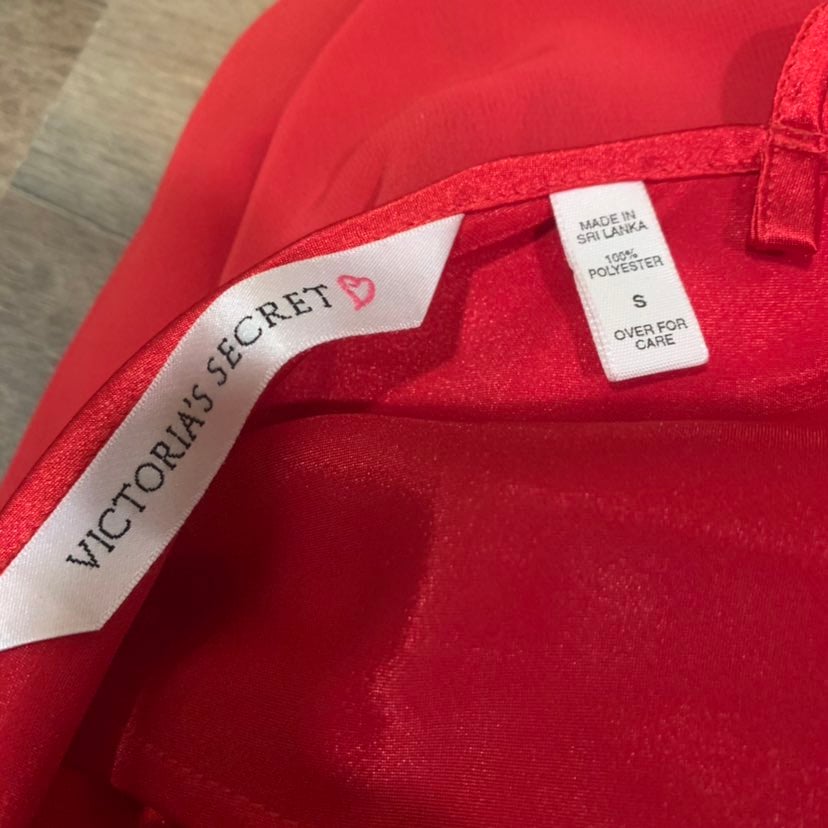 VICTORIA'S SECRET
MADE IN
SRI LANKA
100%
POLYESTER
S
OVER FOR
CARE